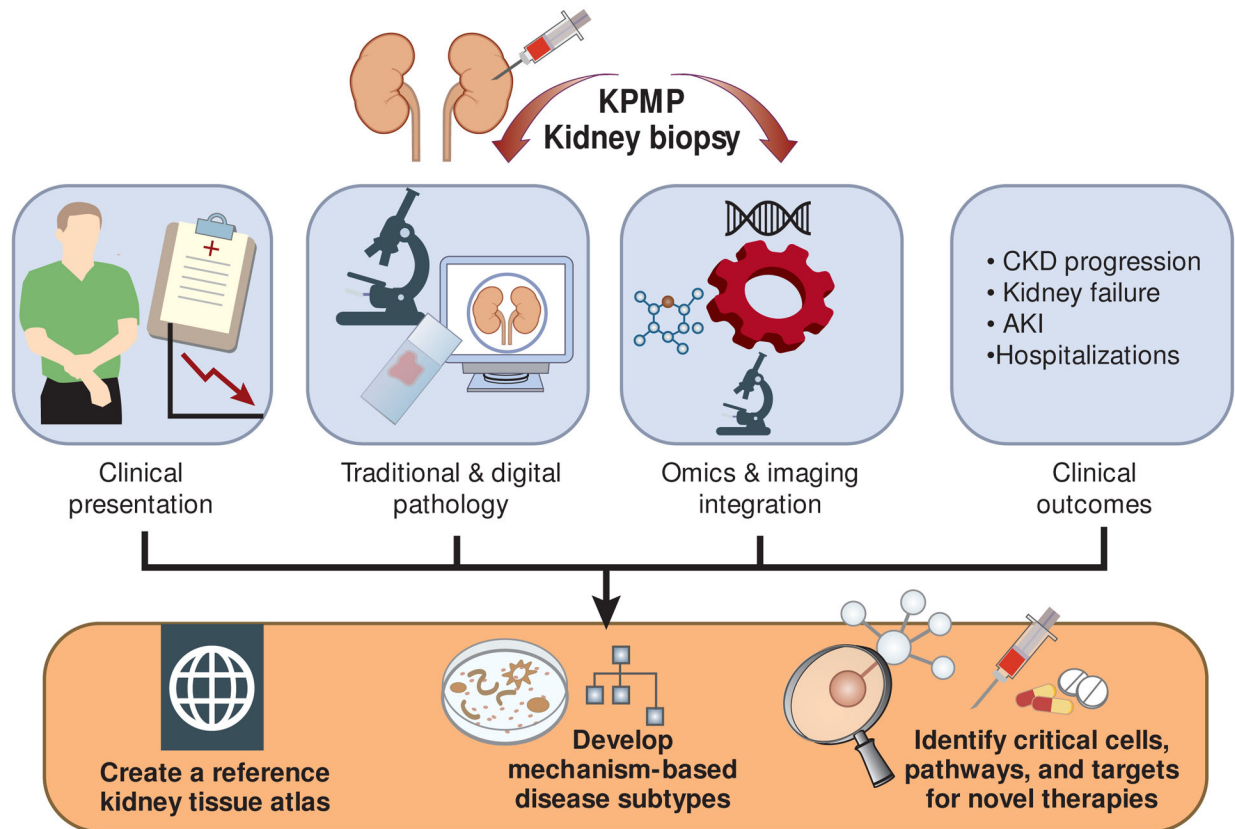 KPMP
Kidney biopsy
• CKD progression
• Kidney failure
• AKI
•Hospitalizations
Clinical
presentation
Traditional & digital
pathology
Omics & imaging
integration
Clinical
outcomes
Create a reference
kidney tissue atlas
Develop
mechanism-based
disease subtypes
Identify critical cells,
pathways, and targets
for novel therapies